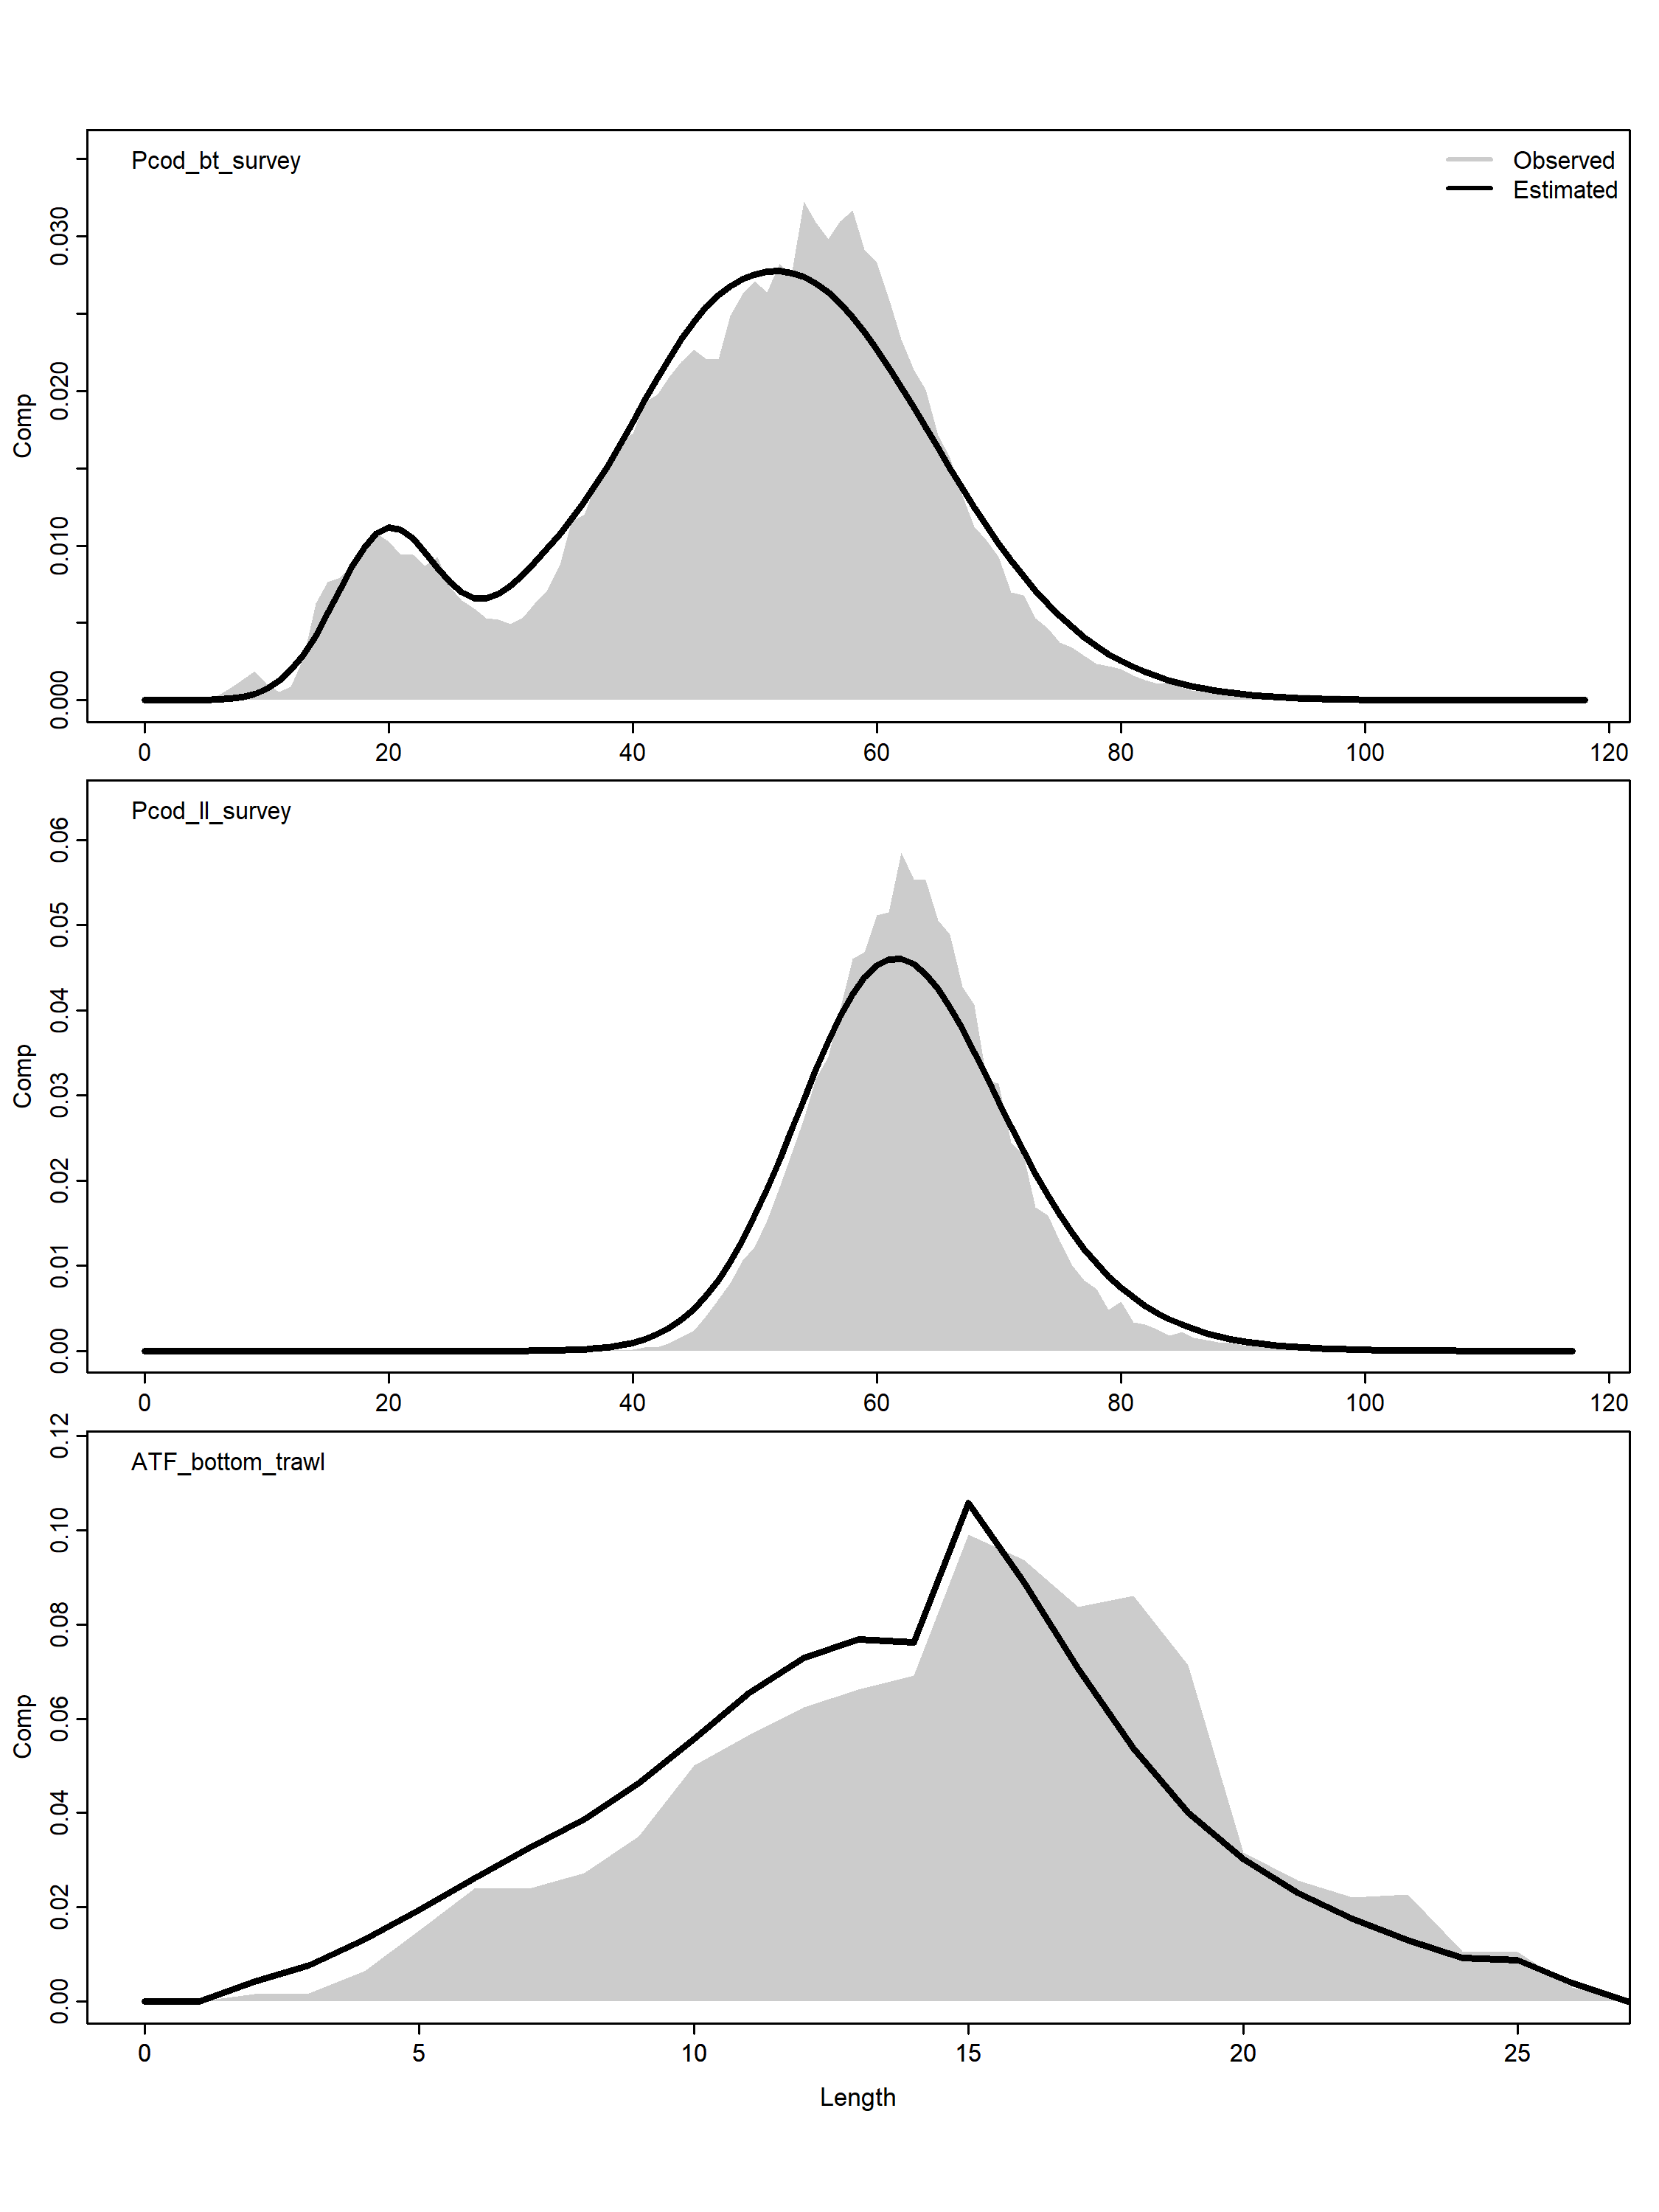 Pcod_bt_survey
Observed
Estimated
Comp
0.000 0.010 0.020 0.030
0 20 40 60 80 100 120
Pcod_ll_survey
Comp
0.00 0.01 0.02 0.03 0.04 0.05 0.06
0 20 40 60 80 100 120
ATF_bottom_trawl
Comp
0.00 0.02 0.04 0.06 0.08 0.10 0.12
0 5 10 15 20 25
Length